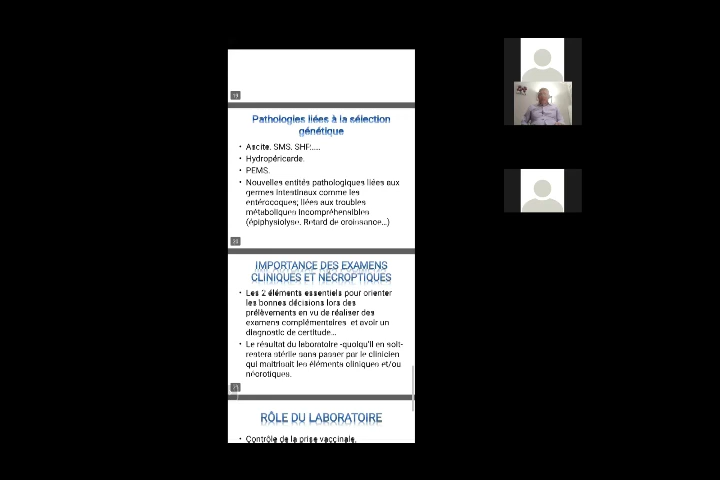 Pathologies liées à la sélection
génétique
• Ascite, SMS, SHF,....
• Hydropéricarde.
• PEMS.
• Nouvelles entités pathologiques liées aux
germes intestinaux comme les
entérocoques; liées aux troubles
métaboliques incompréhensibles
(épiphysiolyse, Retard de croissance...)
IMPORTANCE DES EXAMENS
CLINIQUES ET NÉCROPTIQUES
• Les 2 éléments essentiels pour orienter
les bonnes décisions lors des
prélèvements en vu de réaliser des
examens complémentaires et avoir un
diagnostic de certitude...
• Le résultat du laboratoire -quoiqu'il en soit-
restera stérile sans passer par le clinicien
qui maitrisait les éléments cliniques et/ou
nécrotiques.
RÔLE DU LABORATOIRE
• Contrôle de la prise vaccinale.